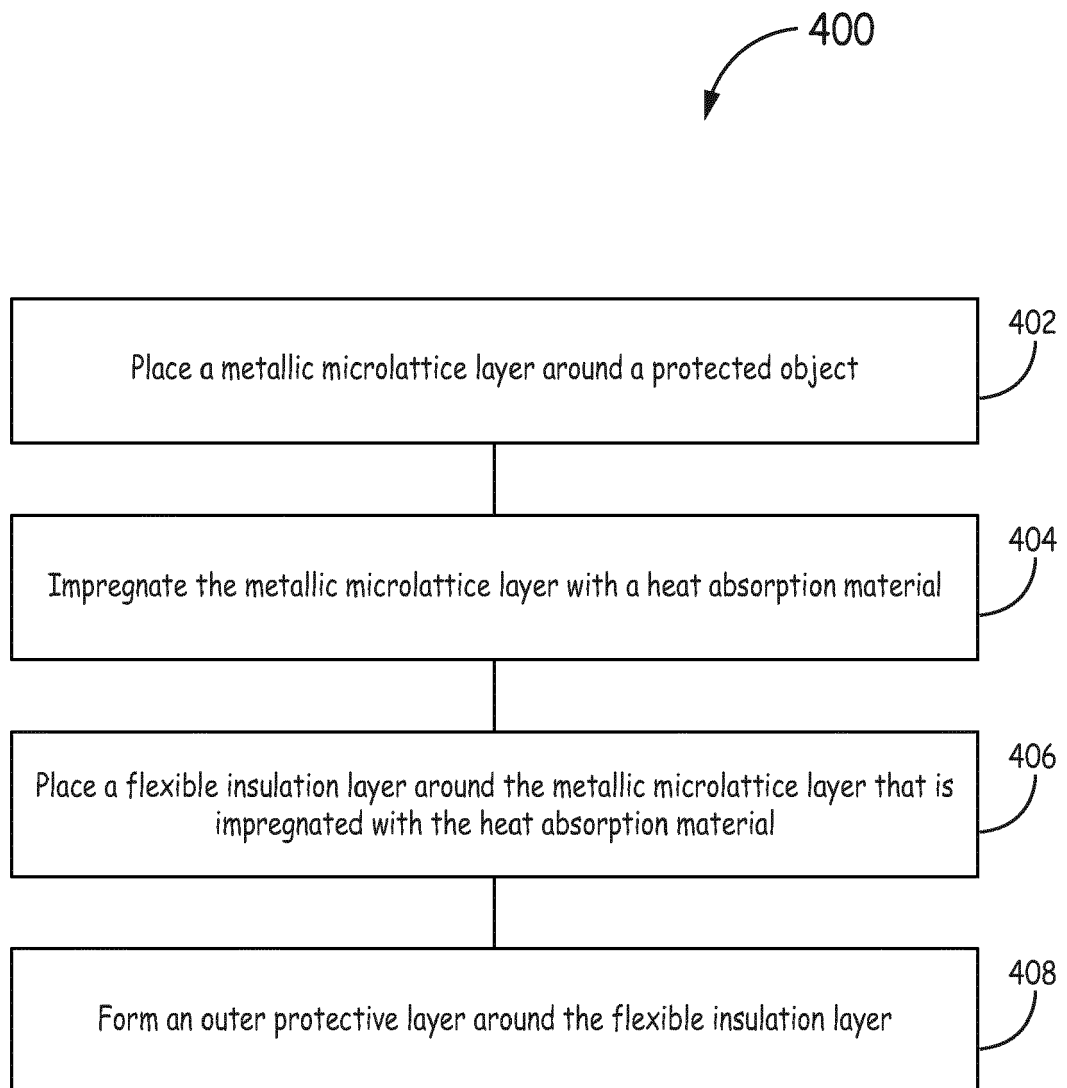 400
402
Place a metallic microlattice layer around a protected object
404
Impregnate the metallic microlattice layer with a heat absorption material
406
Place a flexible insulation layer around the metallic microlattice layer that is
impregnated with the heat absorption material
408
Form an outer protective layer around the flexible insulation layer